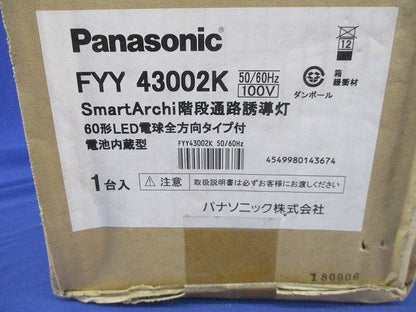 Panasonic
FYY 43002K 50/60Hz 100V
SmartArchi階段通路誘導灯
60形LED電球全方向タイプ付
電池内蔵型
FYY43002K 50/60Hz
4549980143674
1台入
注意 取扱説明は必ずお客様にお渡しください
パナソニック株式会社
12
ダンボール
箱
緩衝材
180906